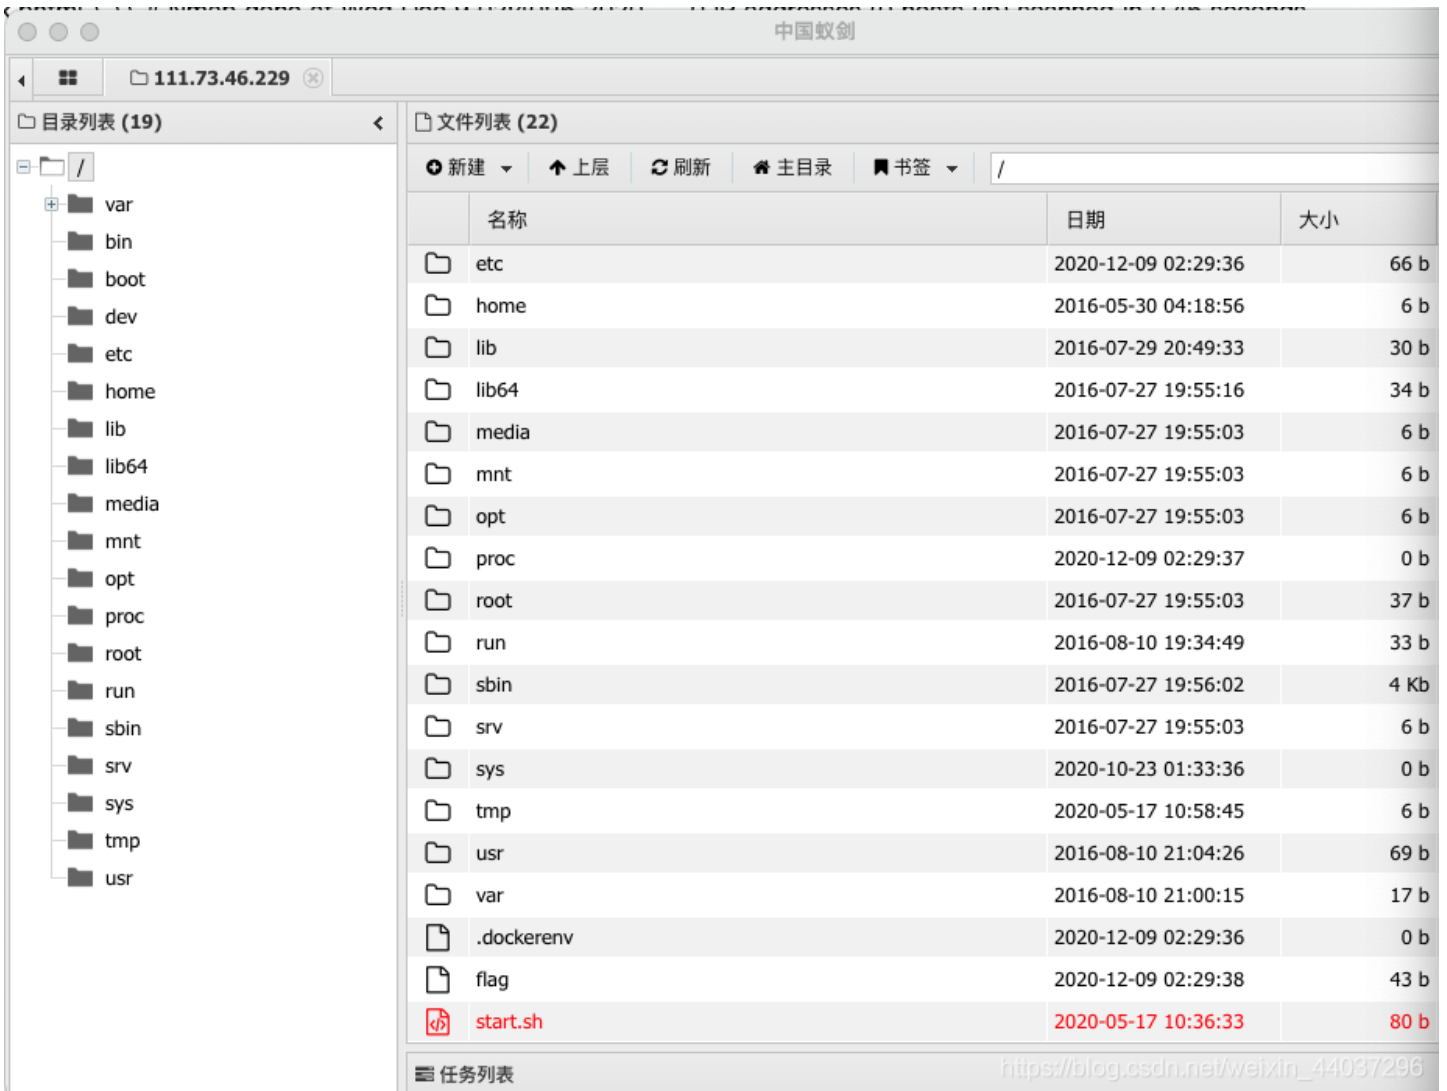 中国蚁剑
111.73.46.229
目录列表 (19)
/
var
bin
boot
dev
etc
home
lib
lib64
media
mnt
opt
proc
root
run
sbin
srv
sys
tmp
usr
文件列表 (22)
新建 上层 刷新 主目录 书签 /
名称 日期 大小
etc 2020-12-09 02:29:36 66 b
home 2016-05-30 04:18:56 6 b
lib 2016-07-29 20:49:33 30 b
lib64 2016-07-27 19:55:16 34 b
media 2016-07-27 19:55:03 6 b
mnt 2016-07-27 19:55:03 6 b
opt 2016-07-27 19:55:03 6 b
proc 2020-12-09 02:29:37 0 b
root 2016-07-27 19:55:03 37 b
run 2016-08-10 19:34:49 33 b
sbin 2016-07-27 19:56:02 4 Kb
srv 2016-07-27 19:55:03 6 b
sys 2020-10-23 01:33:36 0 b
tmp 2020-05-17 10:58:45 6 b
usr 2016-08-10 21:04:26 69 b
var 2016-08-10 21:00:15 17 b
.dockerenv 2020-12-09 02:29:36 0 b
flag 2020-12-09 02:29:38 43 b
start.sh 2020-05-17 10:36:33 80 b
任务列表
https://blog.csdn.net/weixin_44037296